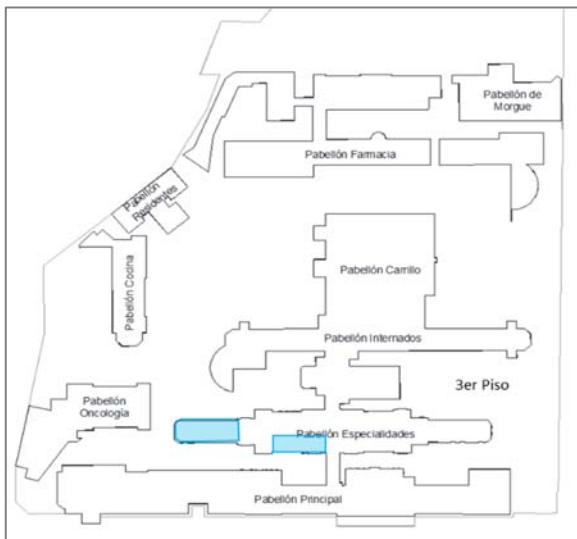 Pabellón de
Morgue
Pabellón Farmacia
Pabellón
Residentes
Pabellón Cocina
Pabellón Carrillo
Pabellón Internados
3er Piso
Pabellón
Oncología
Pabellón Especialidades
Pabellón Principal